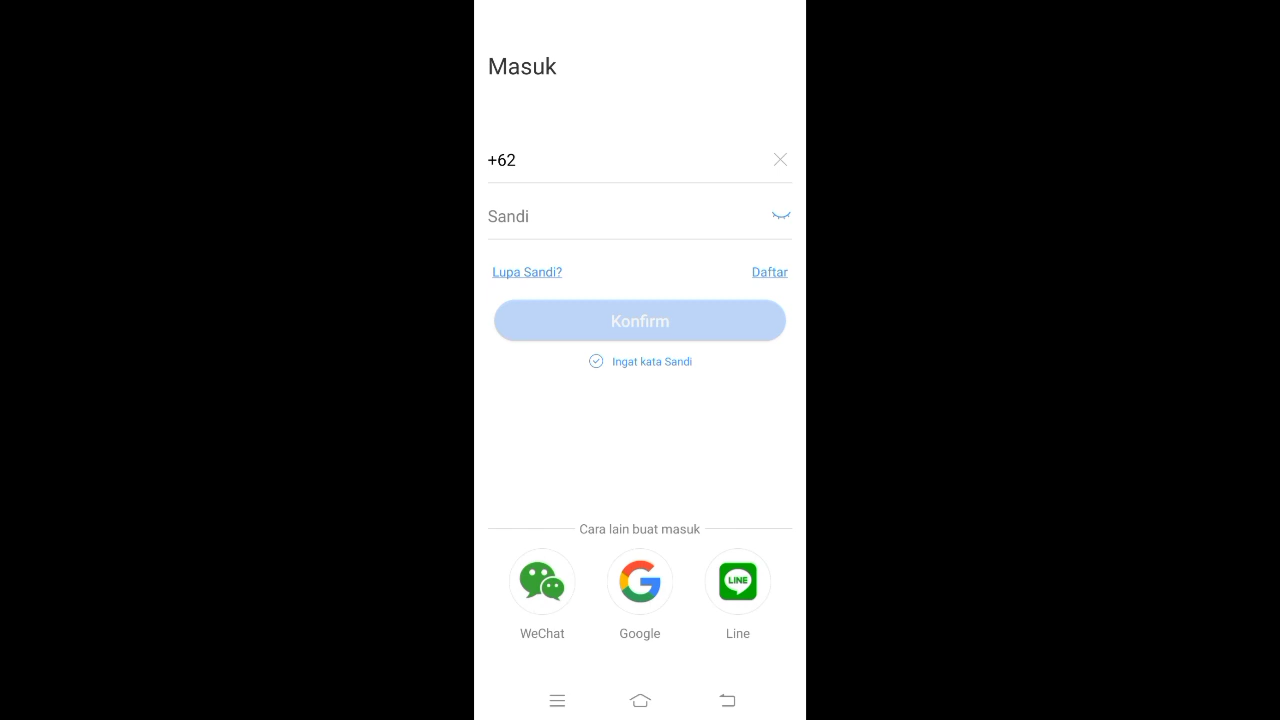 Masuk
+62
Sandi
Lupa Sandi? Daftar
Konfirm
Ingat kata Sandi
Cara lain buat masuk
LINE
WeChat Google Line